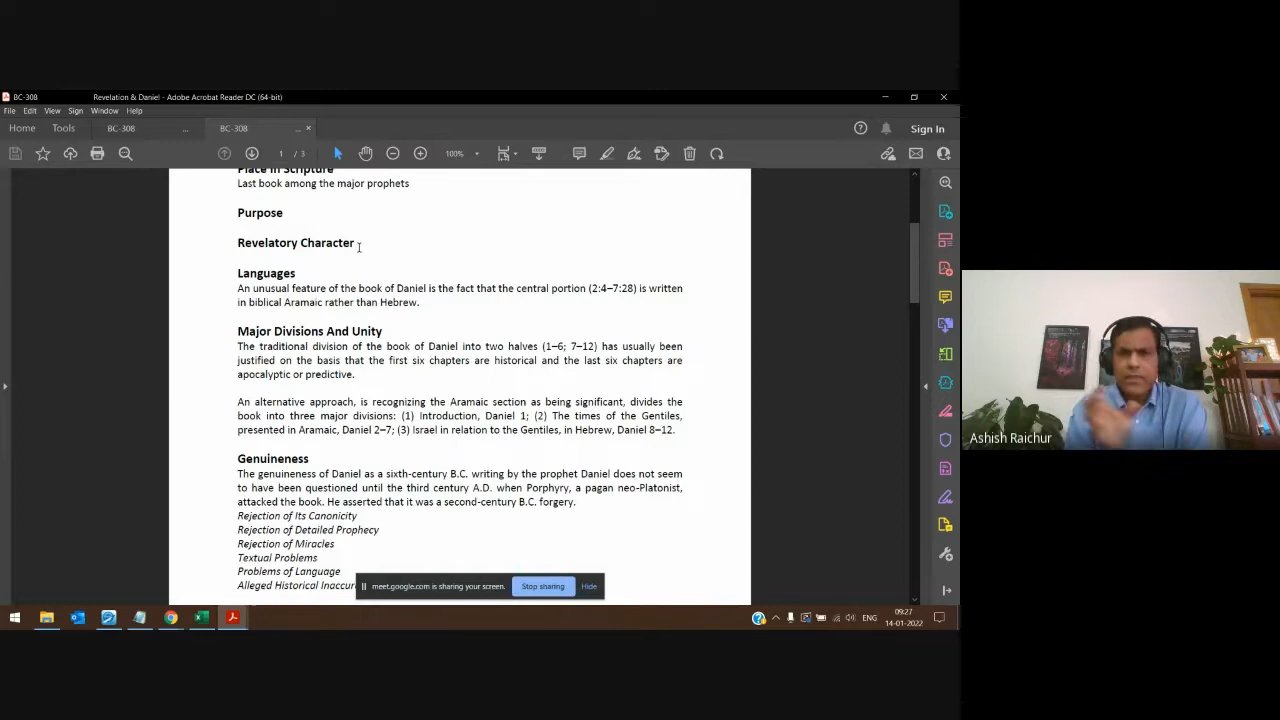 BC-308 Revelation & Daniel - Adobe Acrobat Reader DC (64-bit)
File Edit View Sign Window Help
Home Tools BC-308 ... BC-308 ... ×
Sign In
1 / 3 100%
Place in Scripture
Last book among the major prophets
Purpose
Revelatory Character
Languages
An unusual feature of the book of Daniel is the fact that the central portion (2:4–7:28) is written
in biblical Aramaic rather than Hebrew.
Major Divisions And Unity
The traditional division of the book of Daniel into two halves (1–6; 7–12) has usually been
justified on the basis that the first six chapters are historical and the last six chapters are
apocalyptic or predictive.
An alternative approach, is recognizing the Aramaic section as being significant, divides the
book into three major divisions: (1) Introduction, Daniel 1; (2) The times of the Gentiles,
presented in Aramaic, Daniel 2–7; (3) Israel in relation to the Gentiles, in Hebrew, Daniel 8–12.
Genuineness
The genuineness of Daniel as a sixth-century B.C. writing by the prophet Daniel does not seem
to have been questioned until the third century A.D. when Porphyry, a pagan neo-Platonist,
attacked the book. He asserted that it was a second-century B.C. forgery.
Rejection of Its Canonicity
Rejection of Detailed Prophecy
Rejection of Miracles
Textual Problems
Problems of Language
Alleged Historical Inaccur
meet.google.com is sharing your screen. Stop sharing Hide
ENG
09:27
14-01-2022
Ashish Raichur